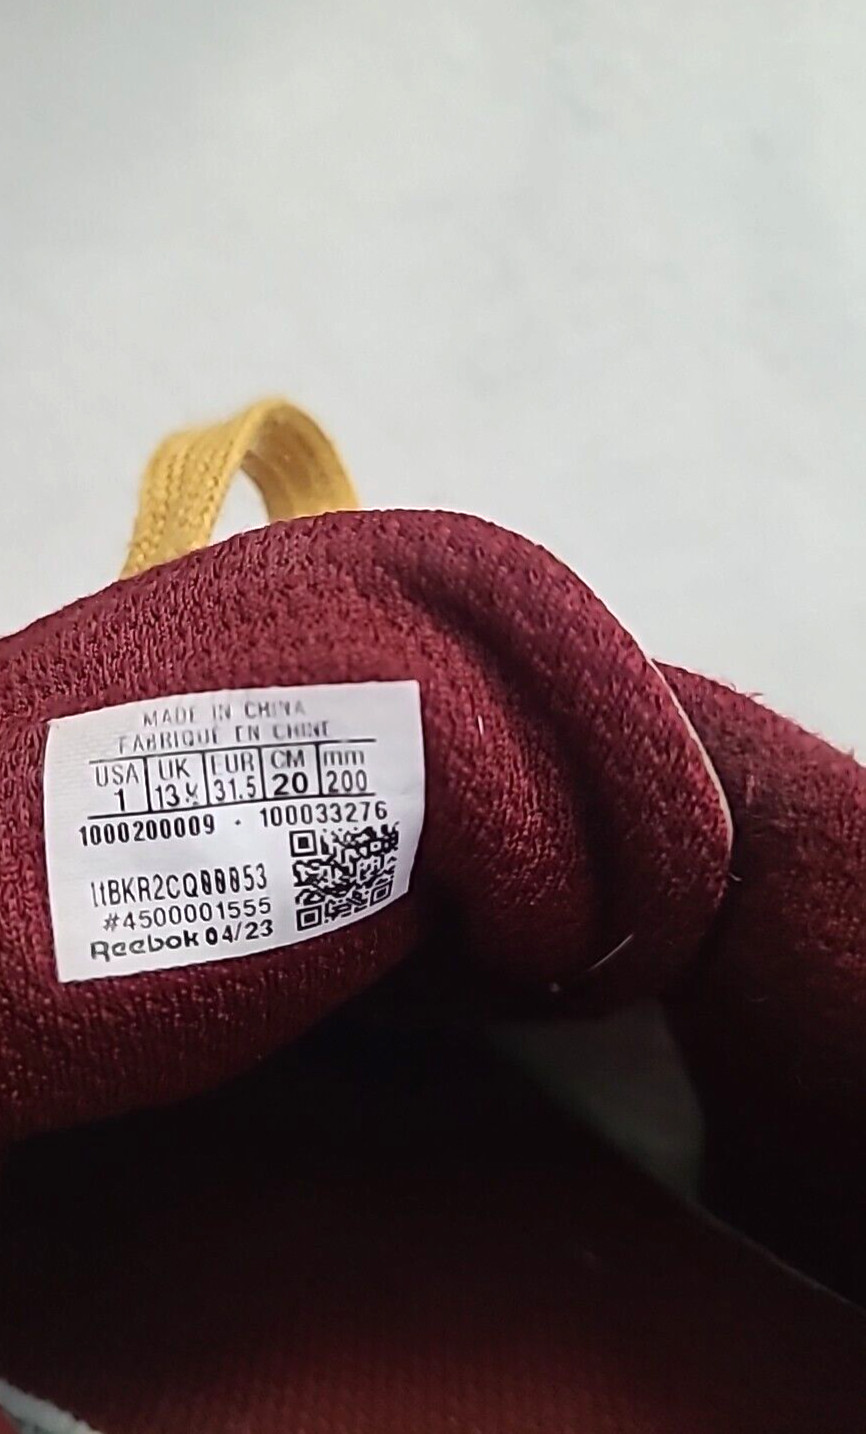 MADE IN CHINA
FABRIQUÉ EN CHINE
USA UK EUR CM mm
1 13½ 31.5 20 200
1000200009 · 100033276
#4500001555
Reebok 04/23